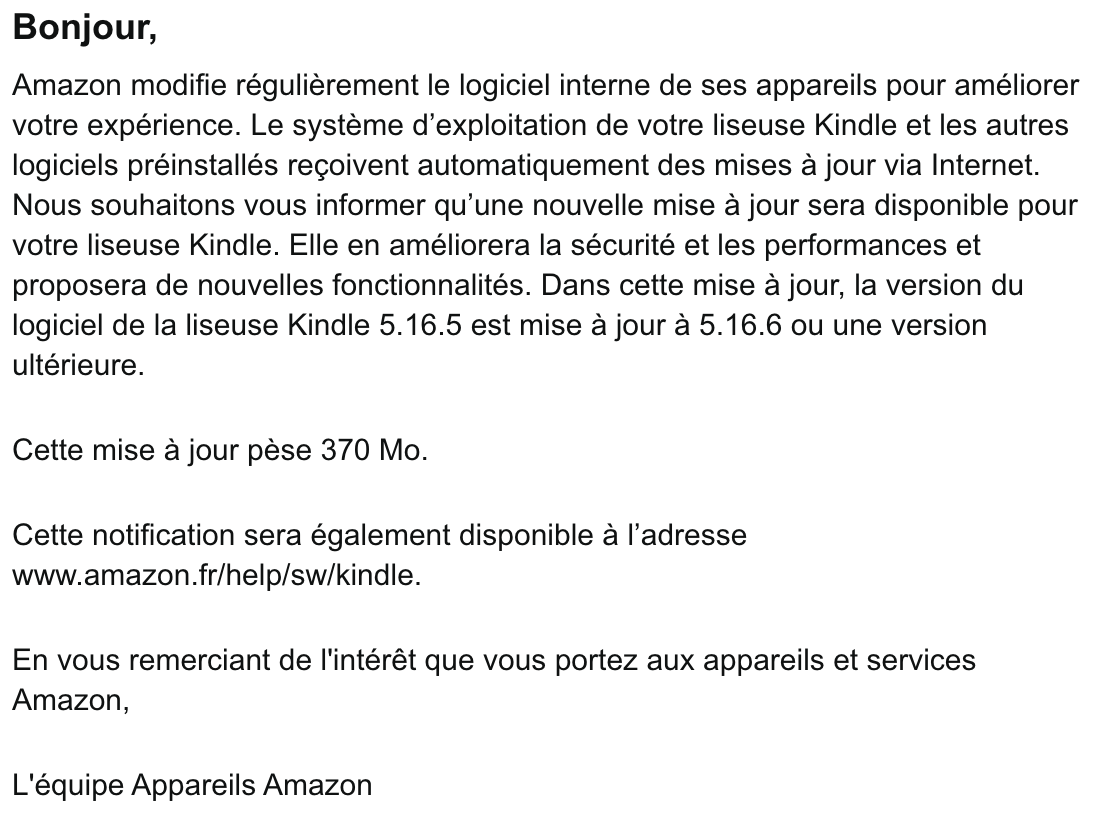 Bonjour,
Amazon modifie régulièrement le logiciel interne de ses appareils pour améliorer
votre expérience. Le système d’exploitation de votre liseuse Kindle et les autres
logiciels préinstallés reçoivent automatiquement des mises à jour via Internet.
Nous souhaitons vous informer qu’une nouvelle mise à jour sera disponible pour
votre liseuse Kindle. Elle en améliorera la sécurité et les performances et
proposera de nouvelles fonctionnalités. Dans cette mise à jour, la version du
logiciel de la liseuse Kindle 5.16.5 est mise à jour à 5.16.6 ou une version
ultérieure.
Cette mise à jour pèse 370 Mo.
Cette notification sera également disponible à l’adresse
www.amazon.fr/help/sw/kindle.
En vous remerciant de l'intérêt que vous portez aux appareils et services
Amazon,
L'équipe Appareils Amazon